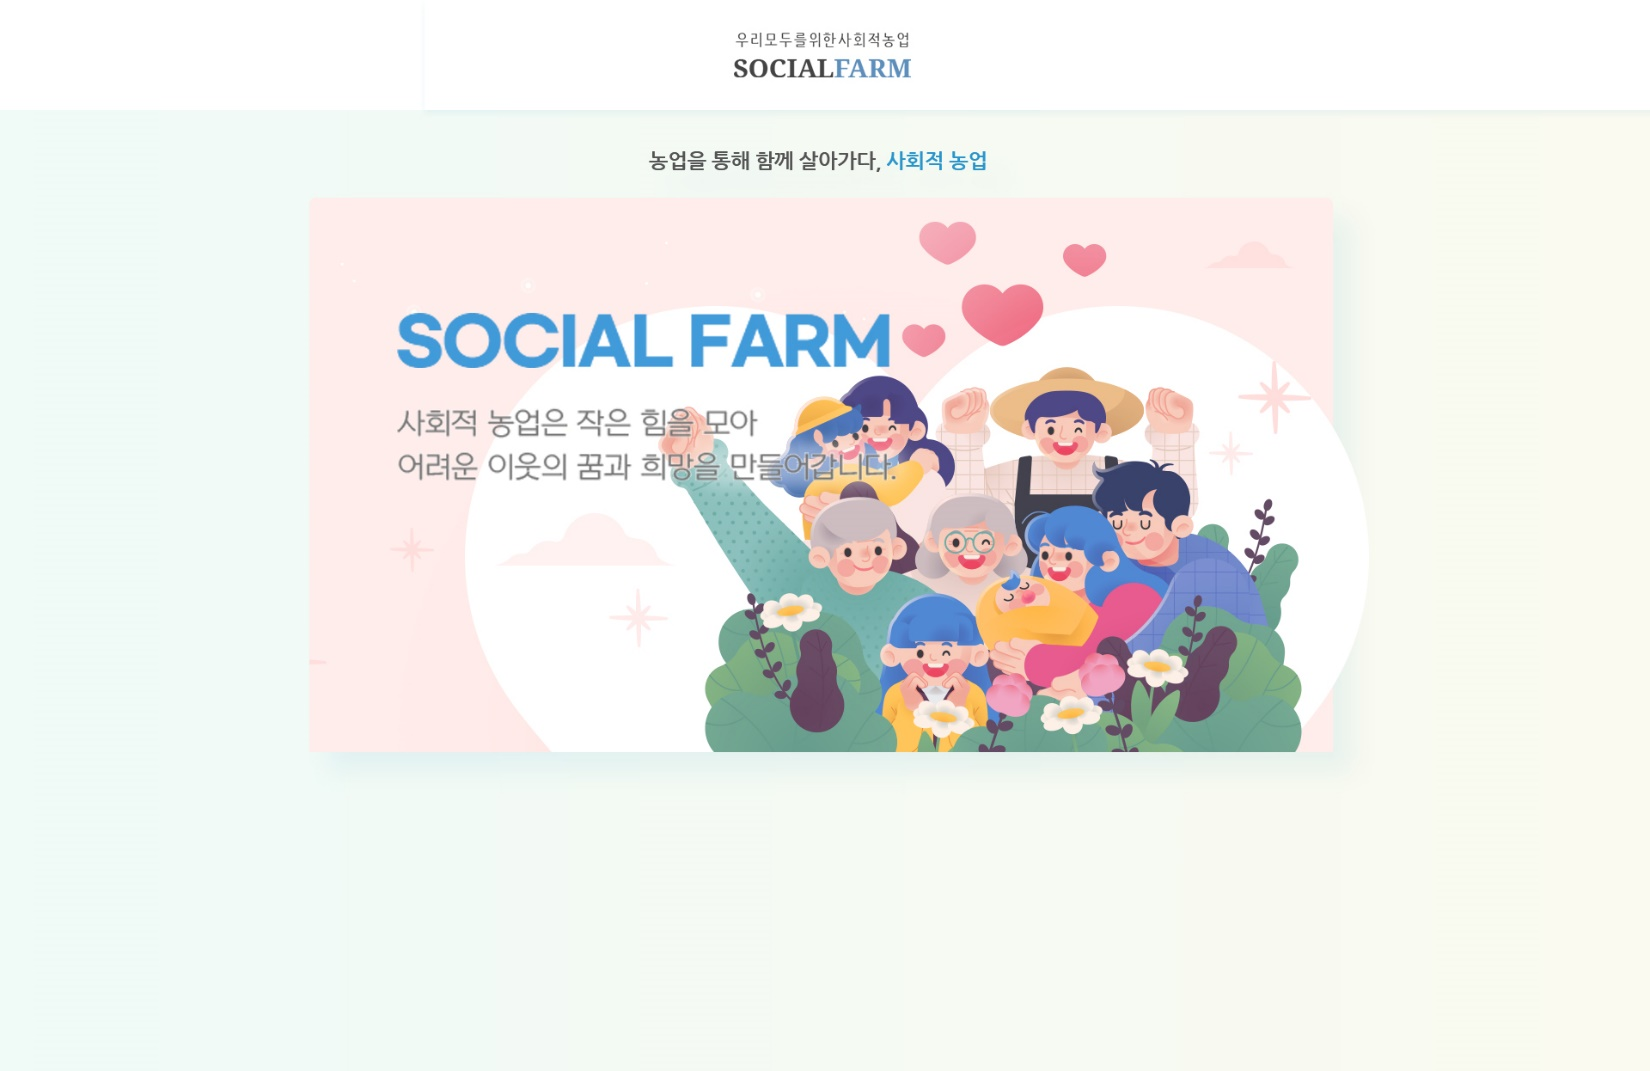 우리모두를위한사회적농업
SOCIALFARM
농업을 통해 함께 살아가다, 사회적 농업
SOCIAL FARM
사회적 농업은 작은 힘을 모아
어려운 이웃의 꿈과 희망을 만들어갑니다.